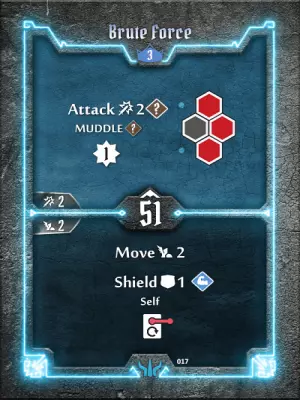 Brute Force
3
Attack 2 ?
MUDDLE ?
1
2
51
2
Move 2
Shield 1
Self
017